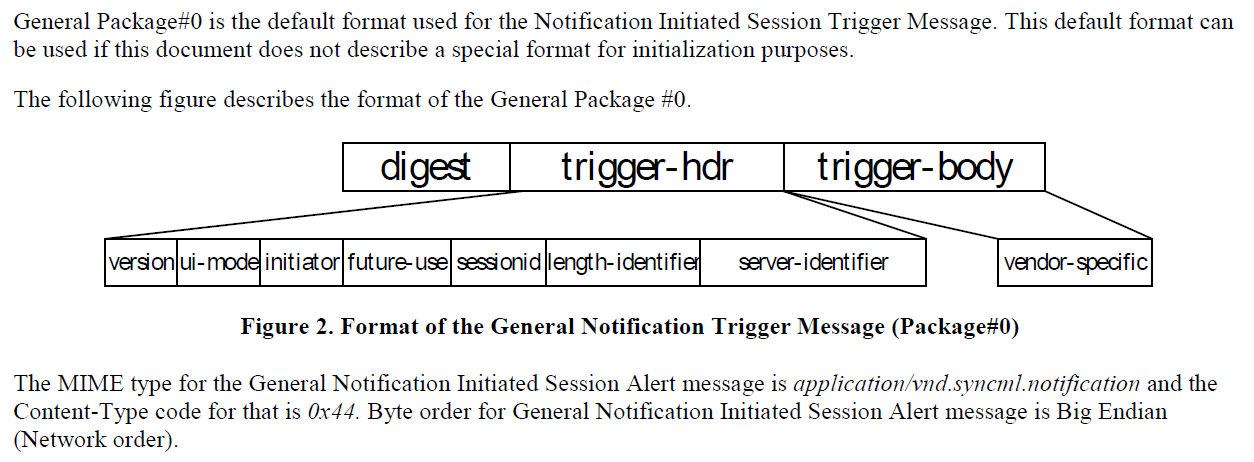 General Package#0 is the default format used for the Notification Initiated Session Trigger Message. This default format can
be used if this document does not describe a special format for initialization purposes.
The following figure describes the format of the General Package #0.
digest trigger-hdr trigger-body
version ui-mode initiator future-use sessionid length-identifier server-identifier vendor-specific
Figure 2. Format of the General Notification Trigger Message (Package#0)
The MIME type for the General Notification Initiated Session Alert message is application/vnd.syncml.notification and the
Content-Type code for that is 0x44. Byte order for General Notification Initiated Session Alert message is Big Endian
(Network order).